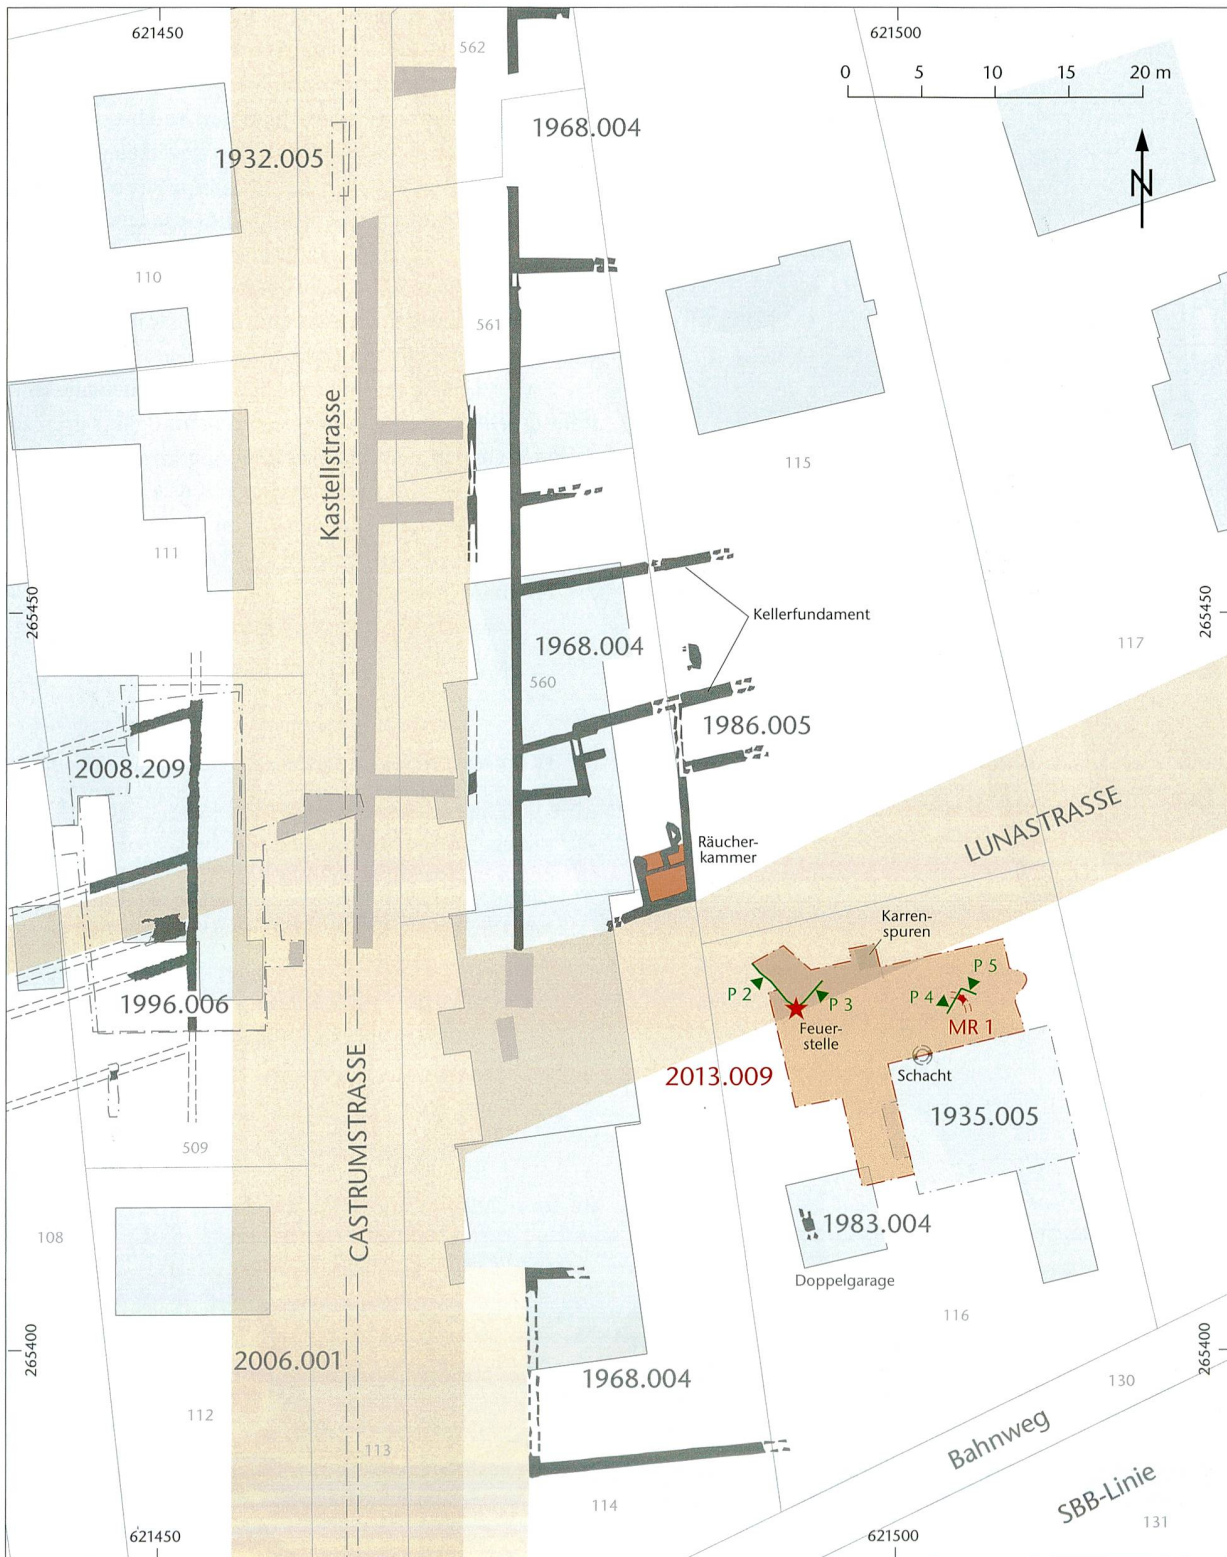 621450
621500
562
0 5 10 15 20 m
1968.004
1932.005
N
110
561
Kastellstrasse
115
111
265450
265450
Kellerfundament
117
1968.004
560
1986.005
2008.209
LUNASTRASSE
Räucher-
kammer
Karren-
spuren
P 5
P 2
P 3
P 4
1996.006
MR 1
Feuer-
stelle
2013.009
Schacht
CASTRUMSTRASSE
1935.005
509
108
1983.004
Doppelgarage
116
265400
265400
2006.001
1968.004
130
112
Bahnweg
113
SBB-Linie
114
131
621450
621500